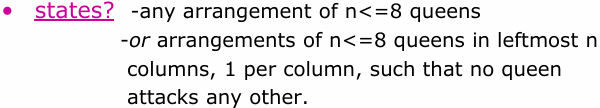 • states? -any arrangement of n<=8 queens
-or arrangements of n<=8 queens in leftmost n
columns, 1 per column, such that no queen
attacks any other.